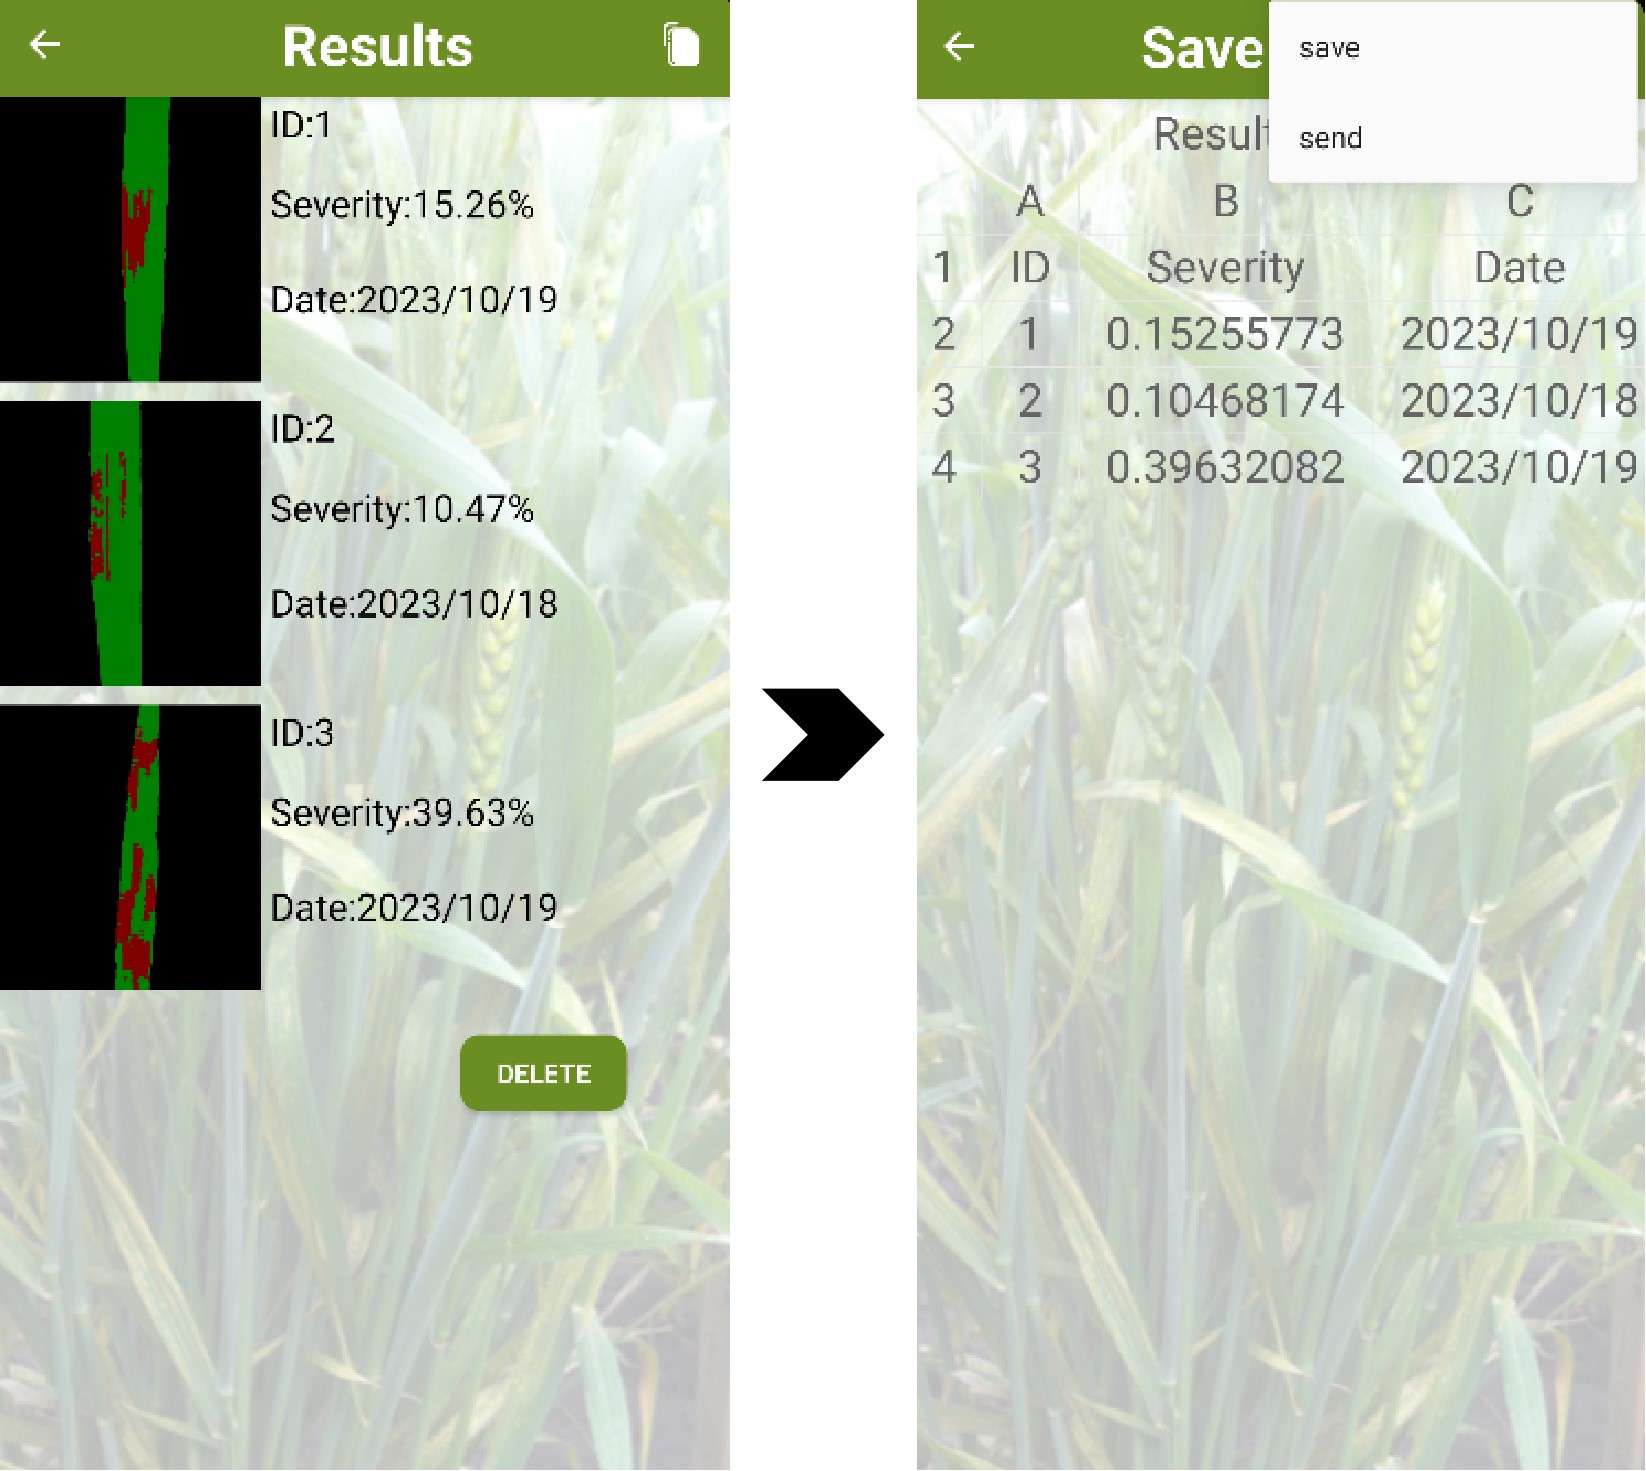 Results
ID:1
Severity:15.26%
Date:2023/10/19
ID:2
Severity:10.47%
Date:2023/10/18
ID:3
Severity:39.63%
Date:2023/10/19
DELETE
Save
save
send
Result
A B C
1 ID Severity Date
2 1 0.15255773 2023/10/19
3 2 0.10468174 2023/10/18
4 3 0.39632082 2023/10/19